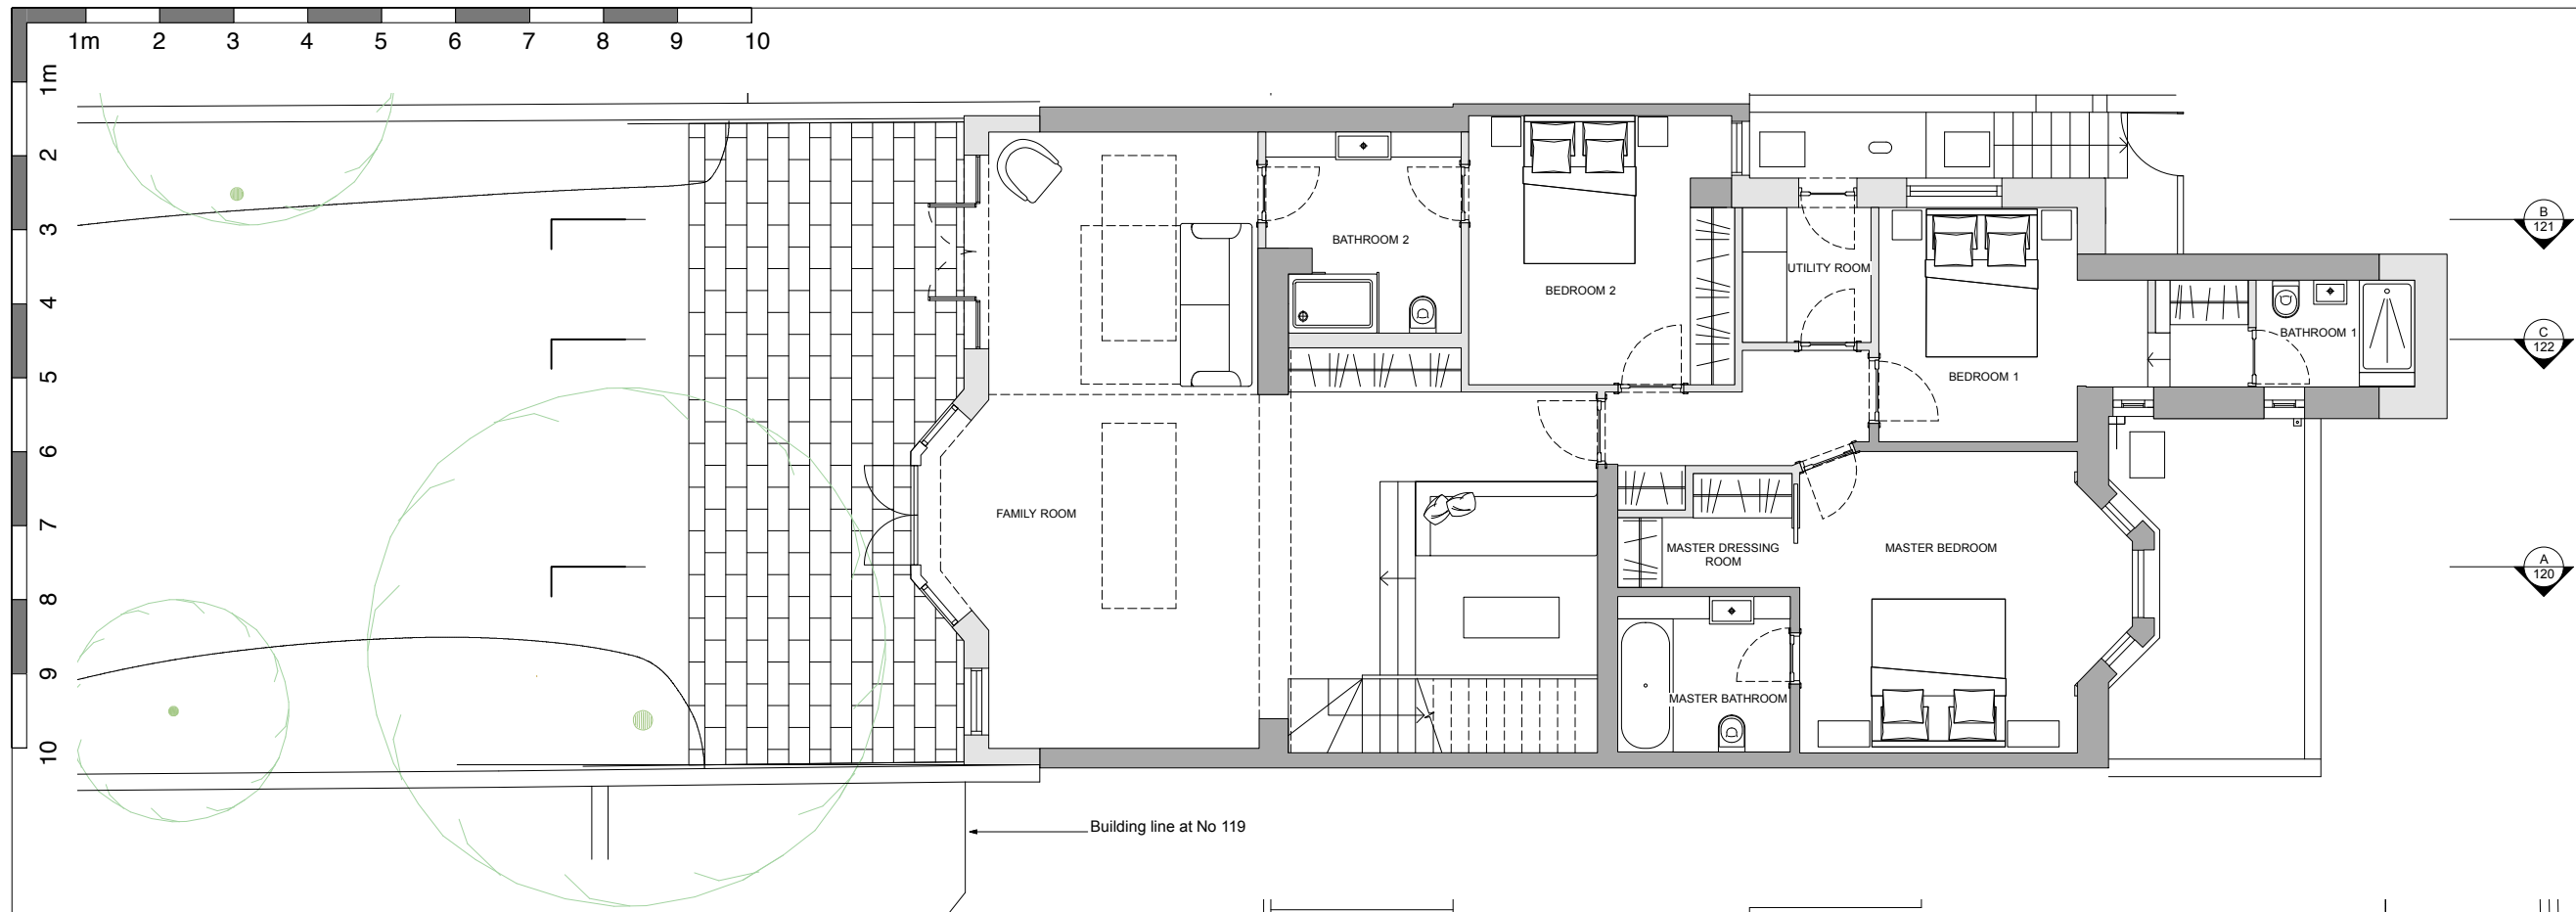 1m 2 3 4 5 6 7 8 9 10
1m
2
3
4
5
6
7
8
9
10
B
121
BATHROOM 2
UTILITY ROOM
BEDROOM 2
BATHROOM 1
C
122
BEDROOM 1
FAMILY ROOM
MASTER DRESSING
ROOM
MASTER BEDROOM
A
120
MASTER BATHROOM
Building line at No 119